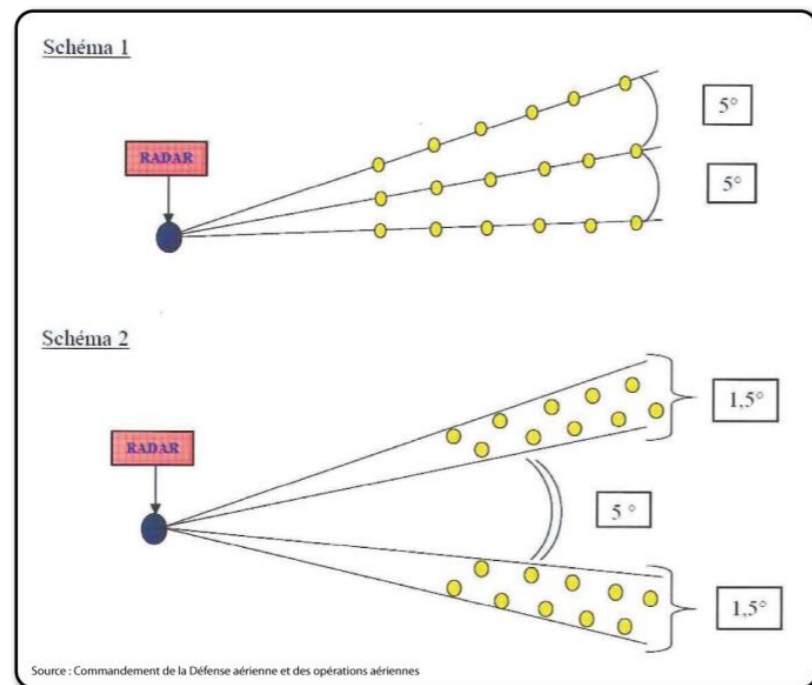 Schéma 1
5°
RADAR
5°
Schéma 2
1,5°
RADAR
5 °
1,5°
Source : Commandement de la Défense aérienne et des opérations aériennes